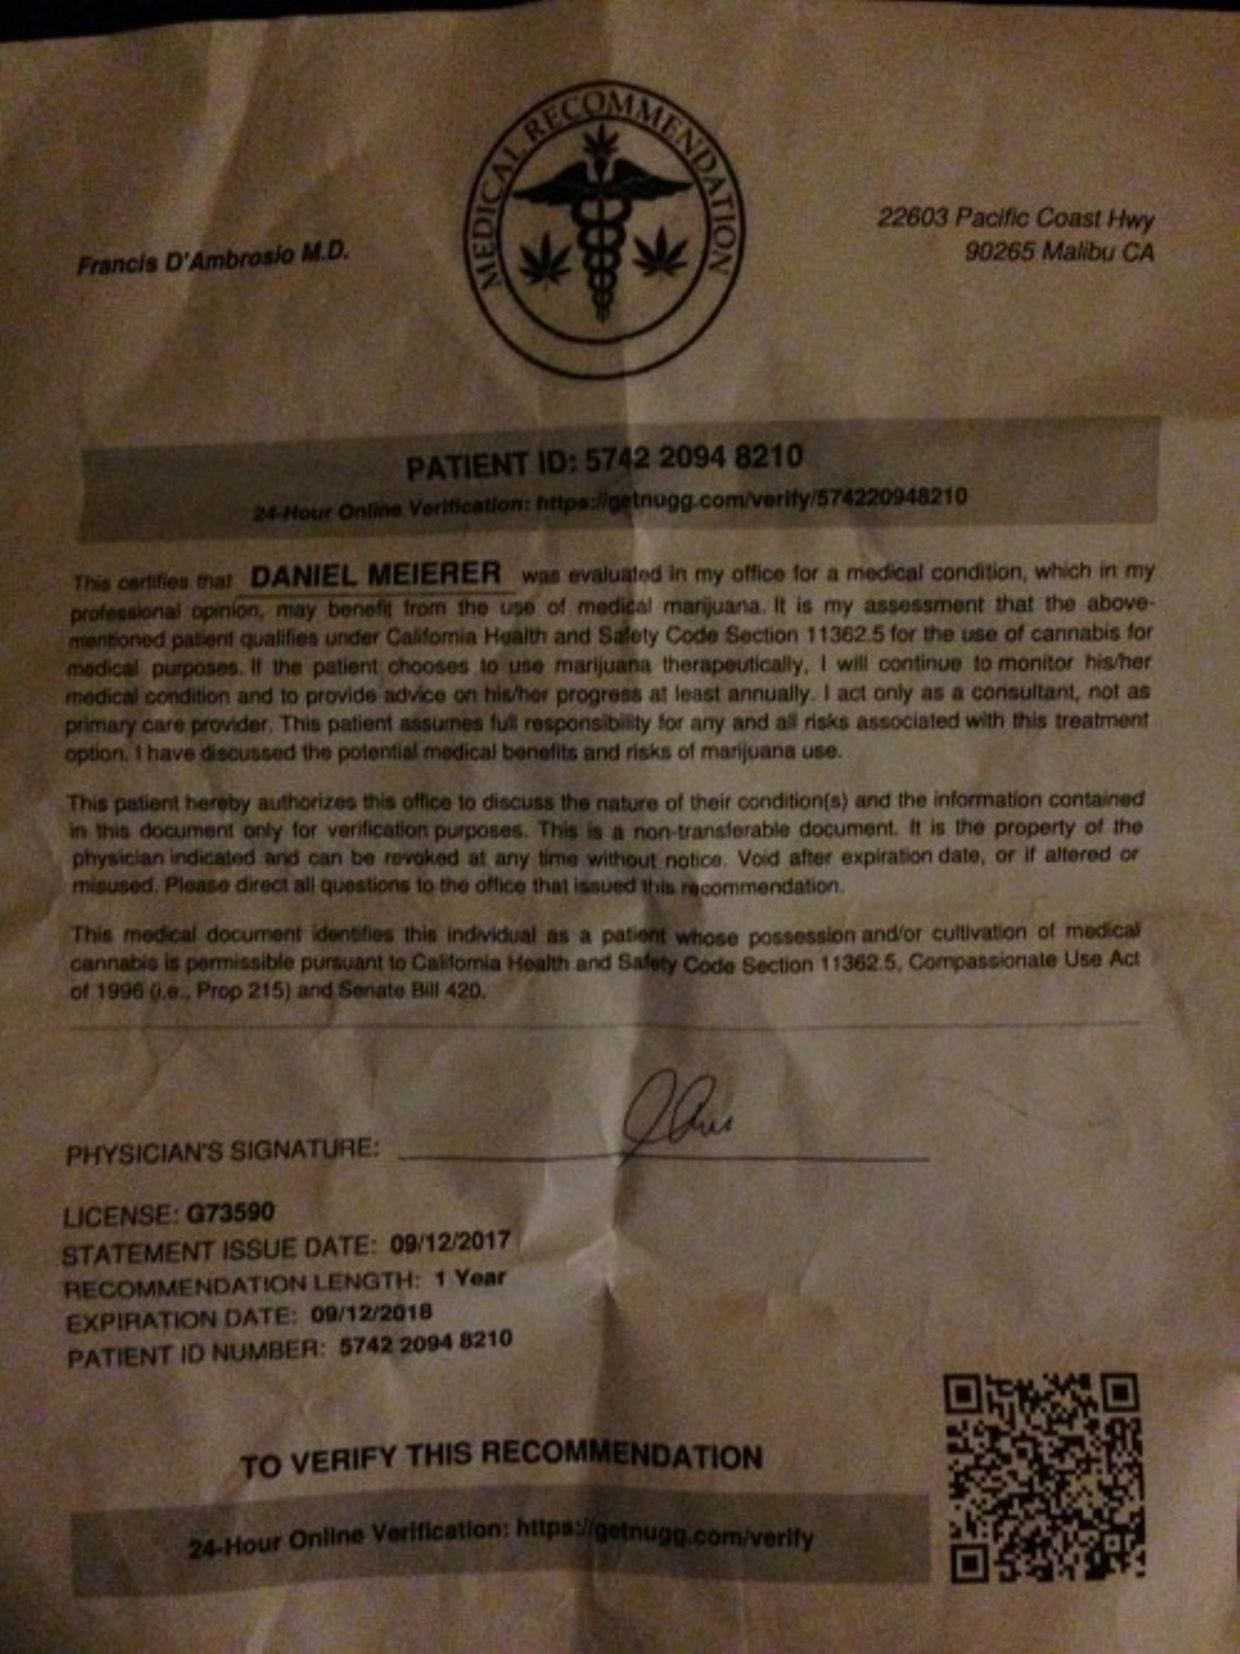 MEDICAL RECOMMENDATION
Francis D'Ambrosio M.D.
22603 Pacific Coast Hwy
90265 Malibu CA
PATIENT ID: 5742 2094 8210
24-Hour Online Verification: https://getnugg.com/verify/574220948210
This certifies that DANIEL MEIERER was evaluated in my office for a medical condition, which in my
professional opinion, may benefit from the use of medical marijuana. It is my assessment that the above-
mentioned patient qualifies under California Health and Safety Code Section 11362.5 for the use of cannabis for
medical purposes. If the patient chooses to use marijuana therapeutically, I will continue to monitor his/her
medical condition and to provide advice on his/her progress at least annually. I act only as a consultant, not as
primary care provider. This patient assumes full responsibility for any and all risks associated with this treatment
option. I have discussed the potential medical benefits and risks of marijuana use.
This patient hereby authorizes this office to discuss the nature of their condition(s) and the information contained
in this document only for verification purposes. This is a non-transferable document. It is the property of the
physician indicated and can be revoked at any time without notice. Void after expiration date, or if altered or
misused. Please direct all questions to the office that issued this recommendation.
This medical document identifies this individual as a patient whose possession and/or cultivation of medical
cannabis is permissible pursuant to California Health and Safety Code Section 11362.5, Compassionate Use Act
of 1996 (i.e., Prop 215) and Senate Bill 420.
PHYSICIAN'S SIGNATURE:
LICENSE: G73590
STATEMENT ISSUE DATE: 09/12/2017
RECOMMENDATION LENGTH: 1 Year
EXPIRATION DATE: 09/12/2018
PATIENT ID NUMBER: 5742 2094 8210
TO VERIFY THIS RECOMMENDATION
24-Hour Online Verification: https://getnugg.com/verify